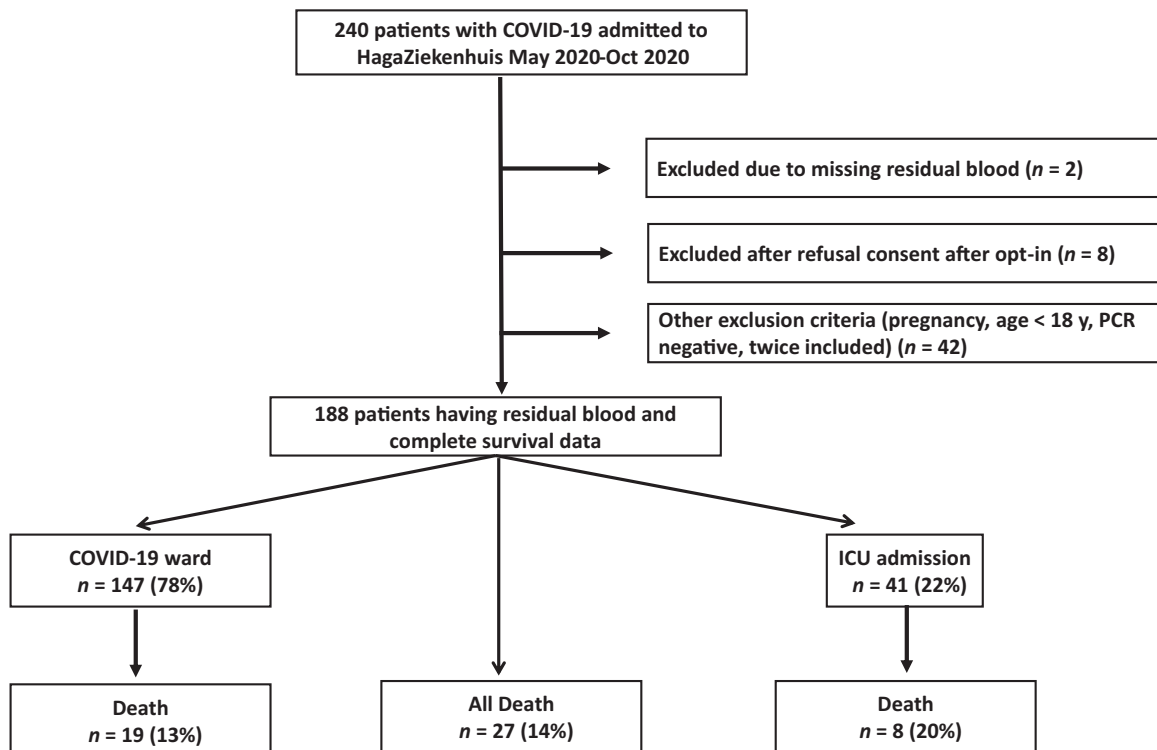 240 patients with COVID-19 admitted to
HagaZiekenhuis May 2020-Oct 2020
Excluded due to missing residual blood (n = 2)
Excluded after refusal consent after opt-in (n = 8)
Other exclusion criteria (pregnancy, age < 18 y, PCR
negative, twice included) (n = 42)
188 patients having residual blood and
complete survival data
COVID-19 ward
n = 147 (78%)
ICU admission
n = 41 (22%)
Death
n = 19 (13%)
All Death
n = 27 (14%)
Death
n = 8 (20%)